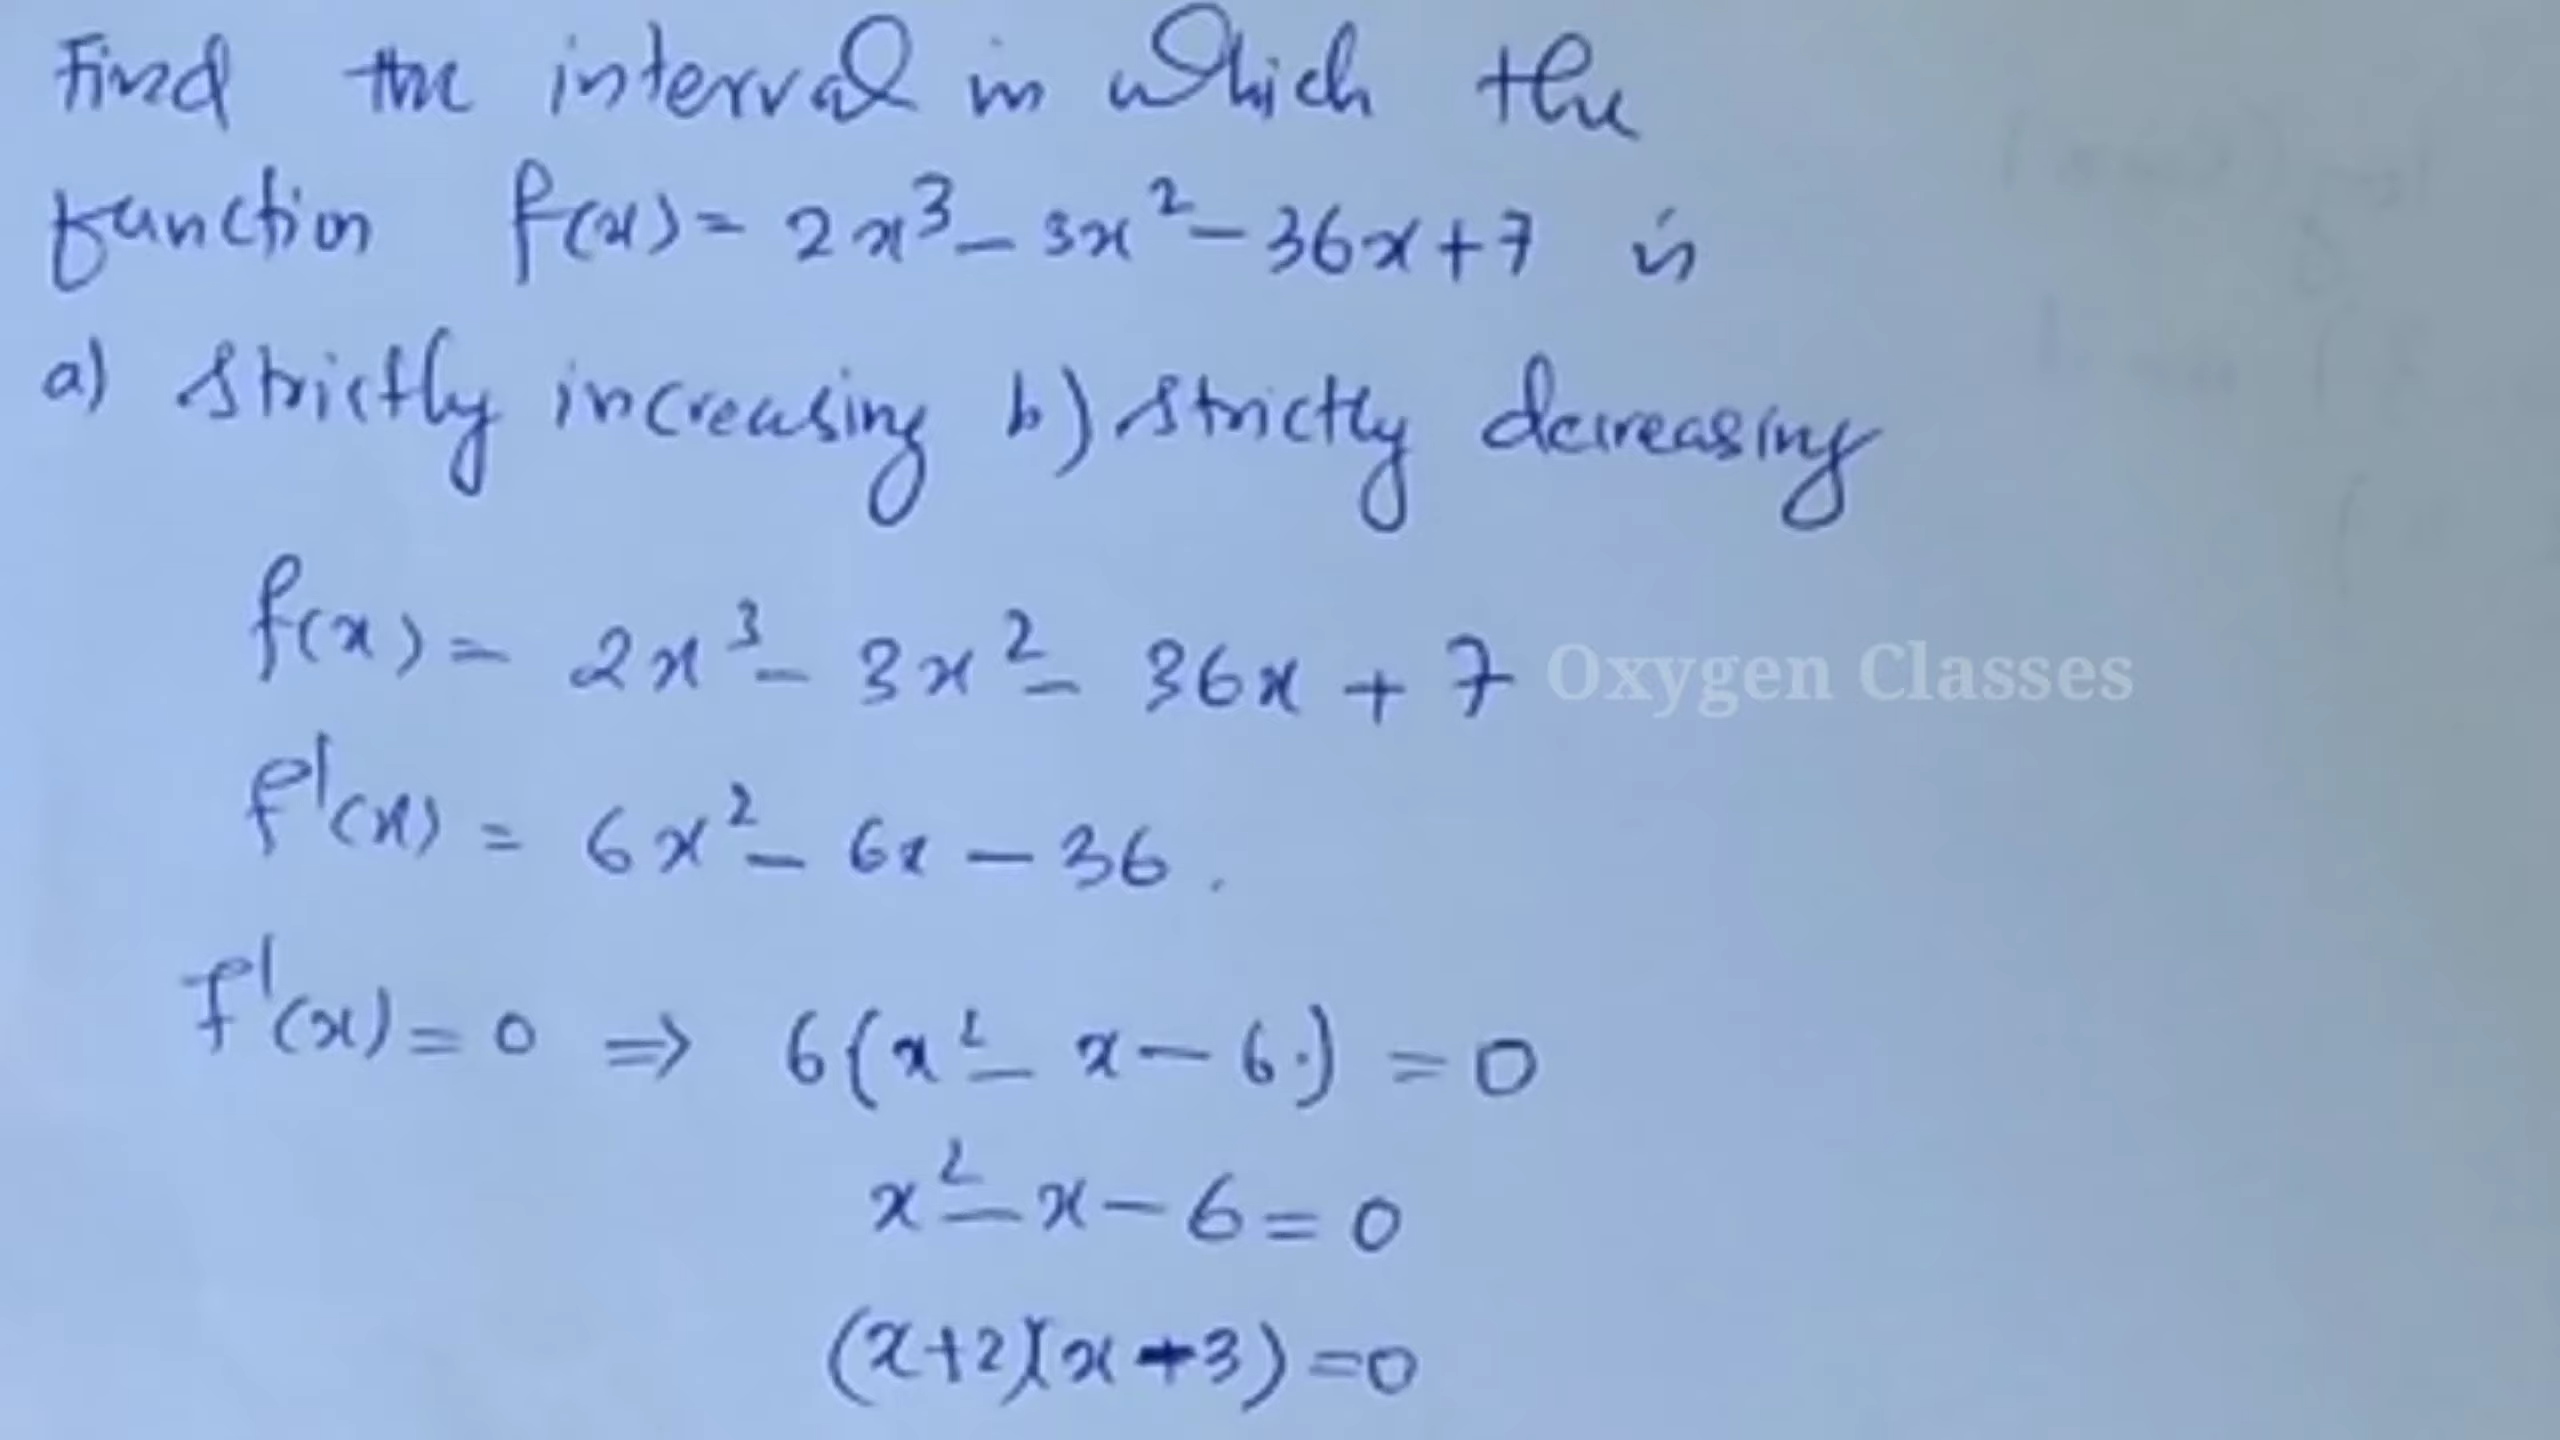 Find the interval in which the
function f(x) = 2x³ - 3x² - 36x + 7 is
a) Strictly increasing b) Strictly decreasing
f(x) = 2x³ - 3x² - 36x + 7 Oxygen Classes
f'(x) = 6x² - 6x - 36.
f'(x) = 0 ⇒ 6(x² - x - 6.) = 0
x² - x - 6 = 0
(x+2)(x-3) = 0